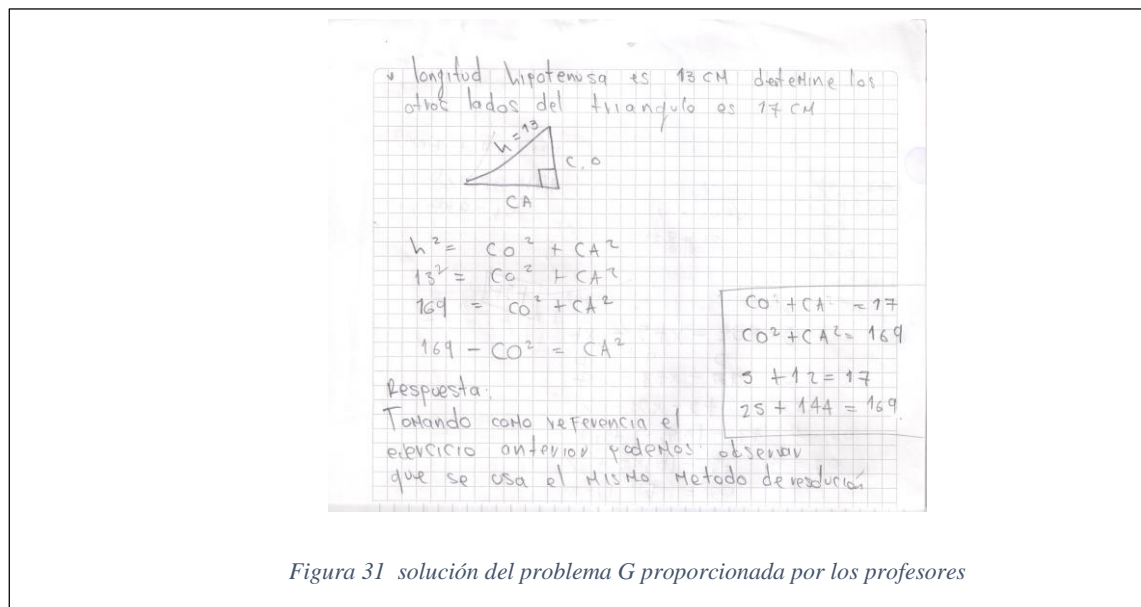 longitud hipotenusa es 13 CM determine los
otros lados del triangulo es 17 CM
h = 13
C.O
CA
h² = CO² + CA²
13² = CO² + CA²
169 = CO² + CA²
169 - CO² = CA²
CO + CA = 17
CO² + CA² = 169
5 + 12 = 17
25 + 144 = 169
Respuesta:
Tomando como referencia el
ejercicio anterior podemos observar
que se usa el mismo metodo de resolución
Figura 31 solución del problema G proporcionada por los profesores